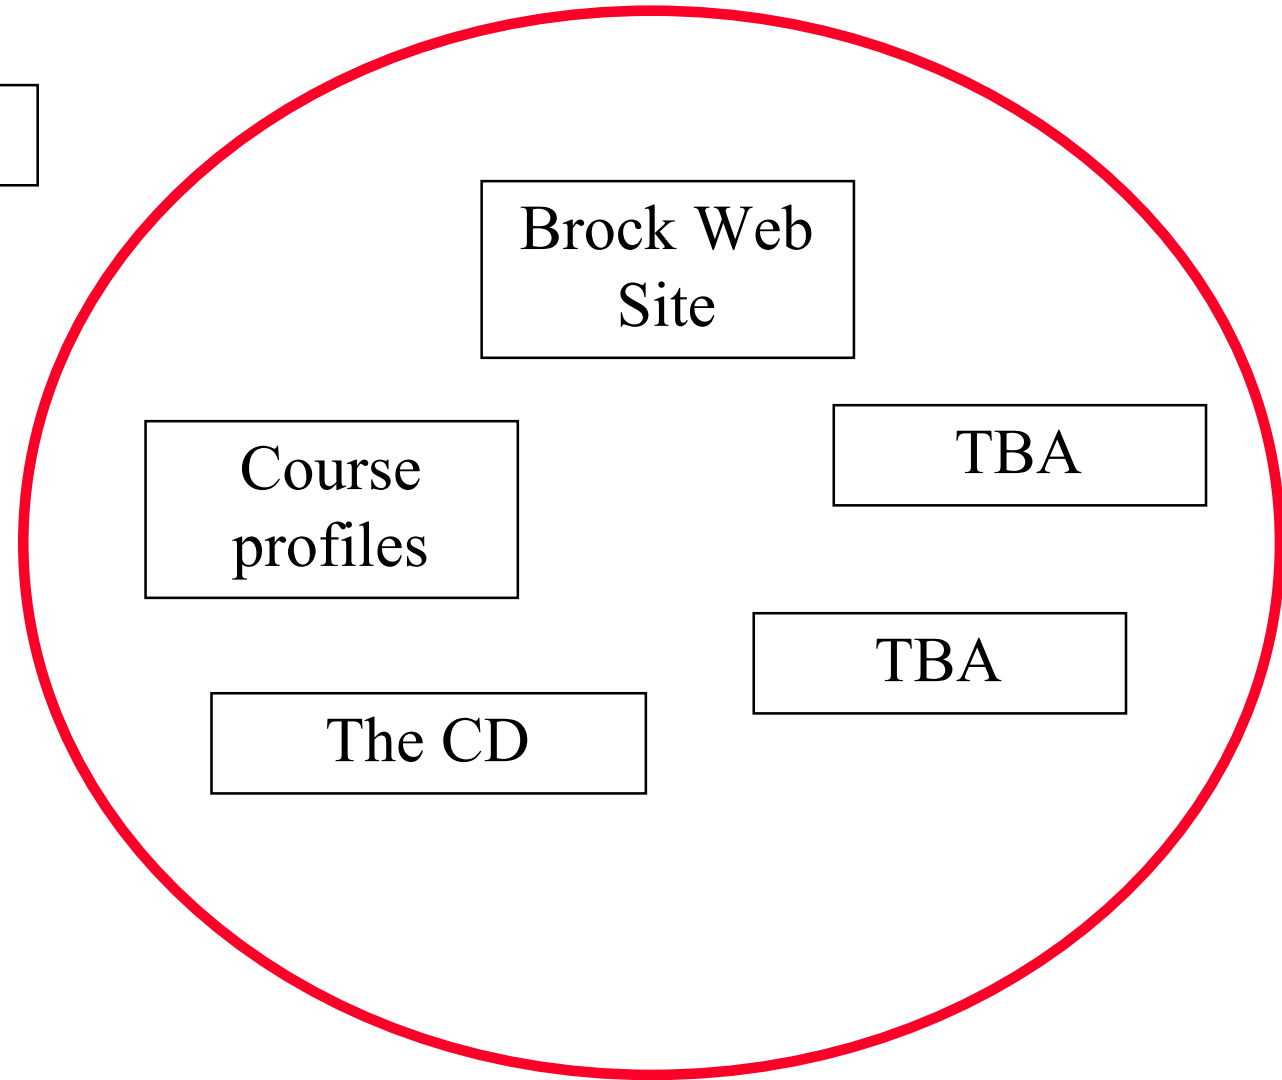 Brock Web
Site
Course
profiles
TBA
TBA
The CD